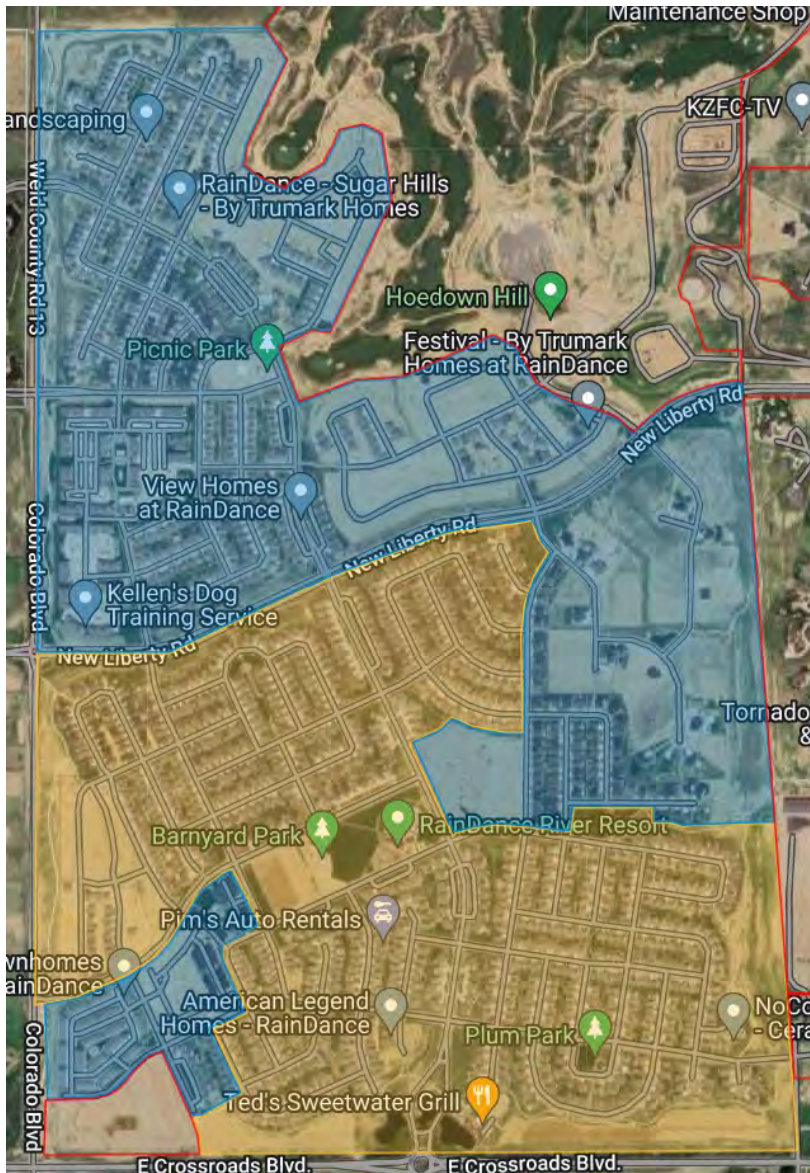 Maintenance Shop
KZFC-TV
andscaping
RainDance - Sugar Hills
- By Trumark Homes
Weld County Rd 13
Hoedown Hill
Picnic Park
Festival - By Trumark
Homes at RainDance
New Liberty Rd
View Homes
at RainDance
New Liberty Rd
Colorado Blvd
Kellen's Dog
Training Service
New Liberty Rd
Tornado
&
Barnyard Park
RainDance River Resort
Pim's Auto Rentals
wnhomes
ainDance
American Legend
Homes - RainDance
NoCo
- Cera
Plum Park
Colorado Blvd
Ted's Sweetwater Grill
E Crossroads Blvd.
E Crossroads Blvd.